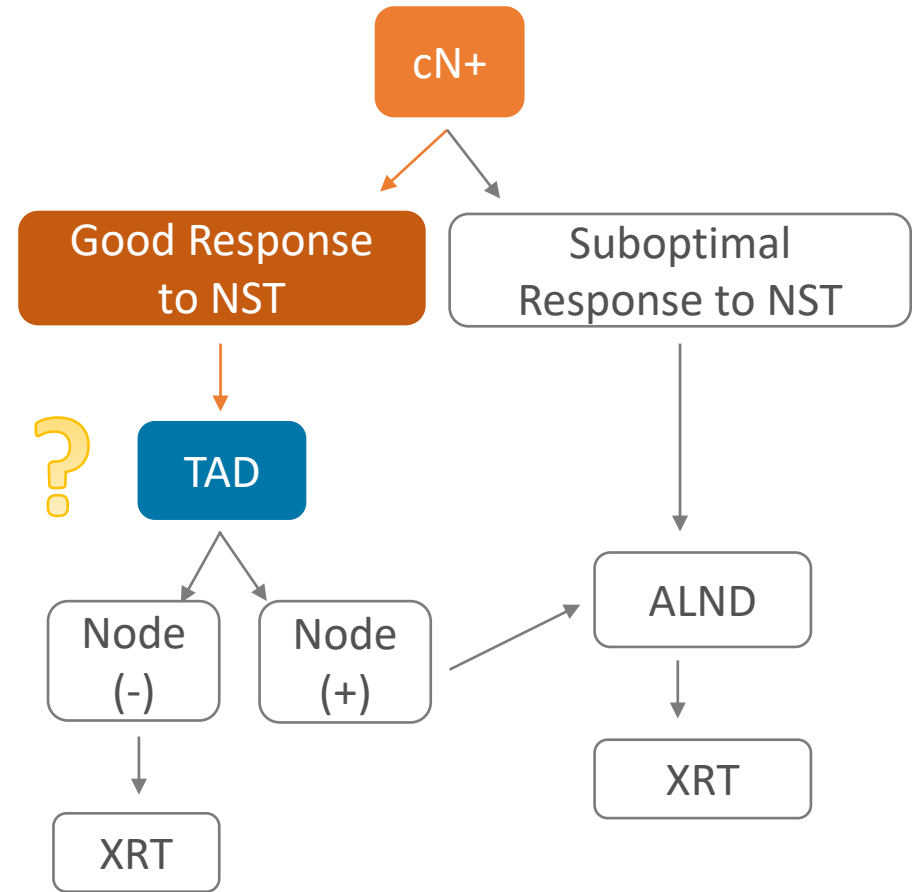 cN+
Good Response
to NST
Suboptimal
Response to NST
?
TAD
Node
(-)
Node
(+)
ALND
XRT
XRT